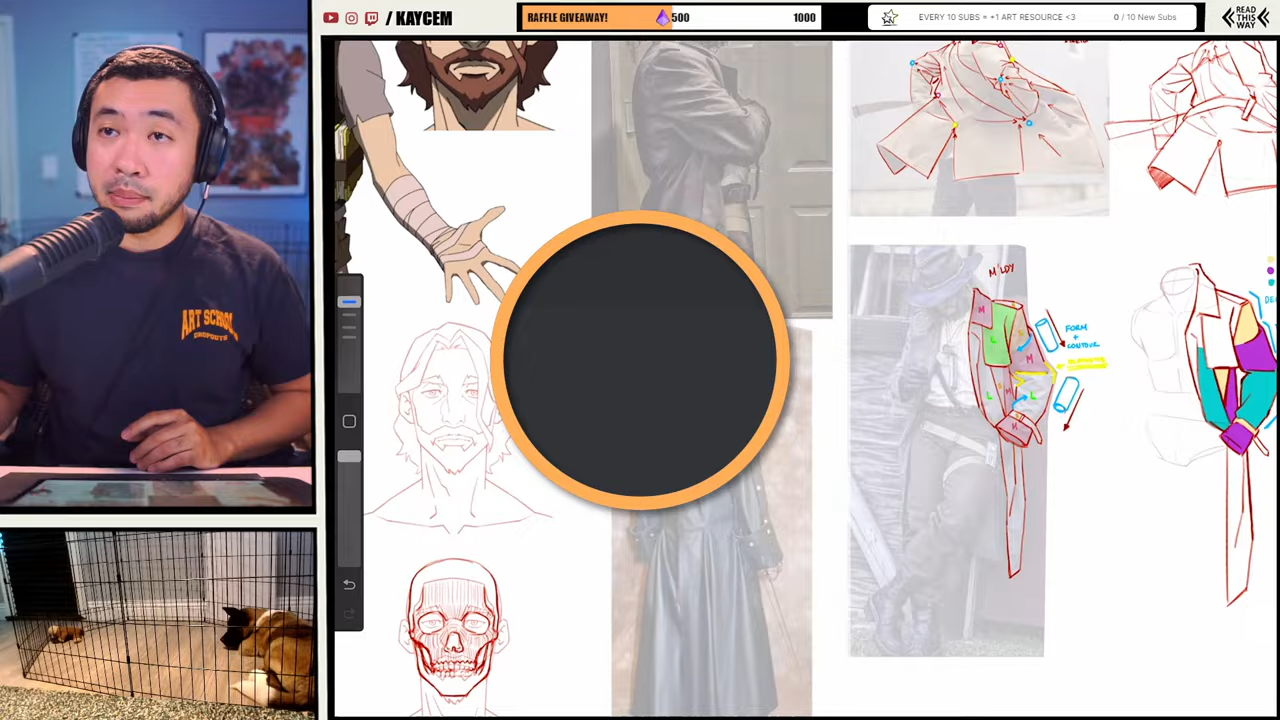 / KAYCEM
RAFFLE GIVEAWAY!
500
1000
EVERY 10 SUBS = +1 ART RESOURCE <3
0 / 10 New Subs
READ
THIS
WAY
ART SCHOOL
DROPOUTS
M
L
M
FORM
+
CONTOUR
M
L
L
M